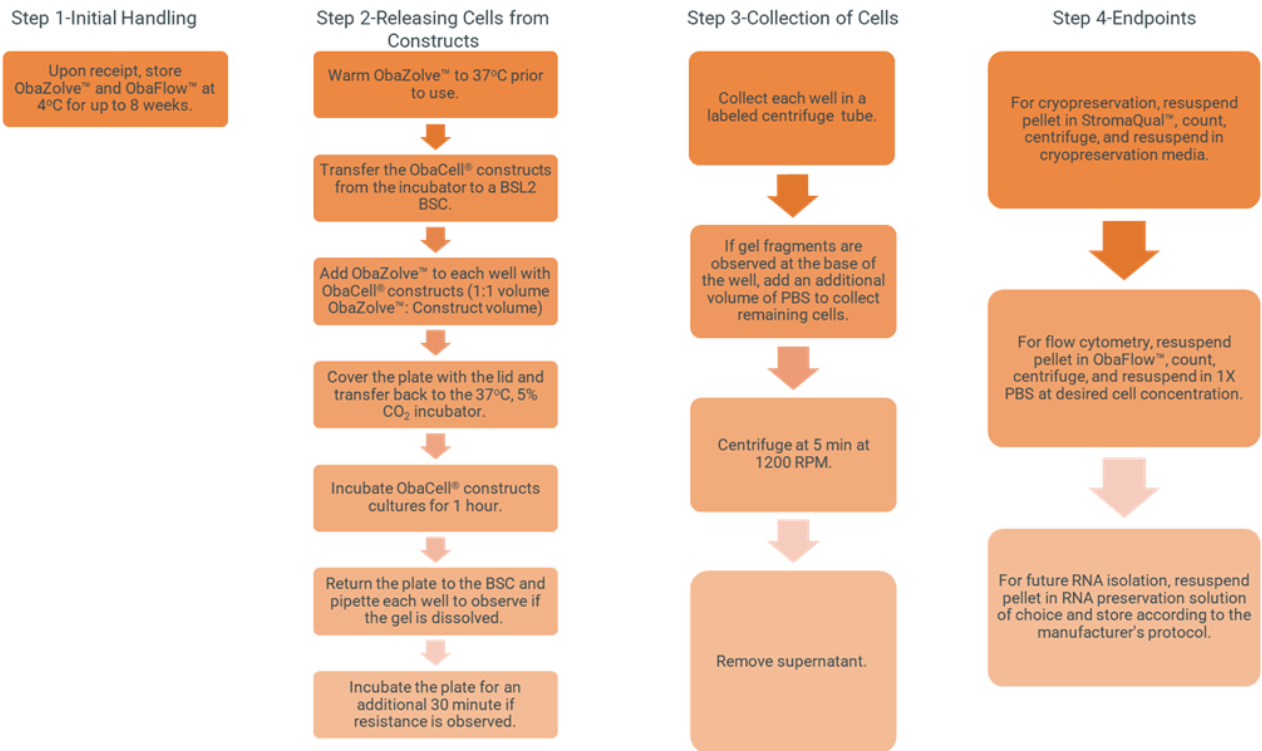 Step 1-Initial Handling
Upon receipt, store
ObaZolve™ and ObaFlow™ at
4ºC for up to 8 weeks.
Step 2-Releasing Cells from
Constructs
Warm ObaZolve™ to 37ºC prior
to use.
Transfer the ObaCell® constructs
from the incubator to a BSL2
BSC.
Add ObaZolve™ to each well with
ObaCell® constructs (1:1 volume
ObaZolve™: Construct volume)
Cover the plate with the lid and
transfer back to the 37ºC, 5%
CO₂ incubator.
Incubate ObaCell® constructs
cultures for 1 hour.
Return the plate to the BSC and
pipette each well to observe if
the gel is dissolved.
Incubate the plate for an
additional 30 minute if
resistance is observed.
Step 3-Collection of Cells
Collect each well in a
labeled centrifuge tube.
If gel fragments are
observed at the base of
the well, add an additional
volume of PBS to collect
remaining cells.
Centrifuge at 5 min at
1200 RPM.
Remove supernatant.
Step 4-Endpoints
For cryopreservation, resuspend
pellet in StromaQual™, count,
centrifuge, and resuspend in
cryopreservation media.
For flow cytometry, resuspend
pellet in ObaFlow™, count,
centrifuge, and resuspend in 1X
PBS at desired cell concentration.
For future RNA isolation, resuspend
pellet in RNA preservation solution
of choice and store according to the
manufacturer's protocol.